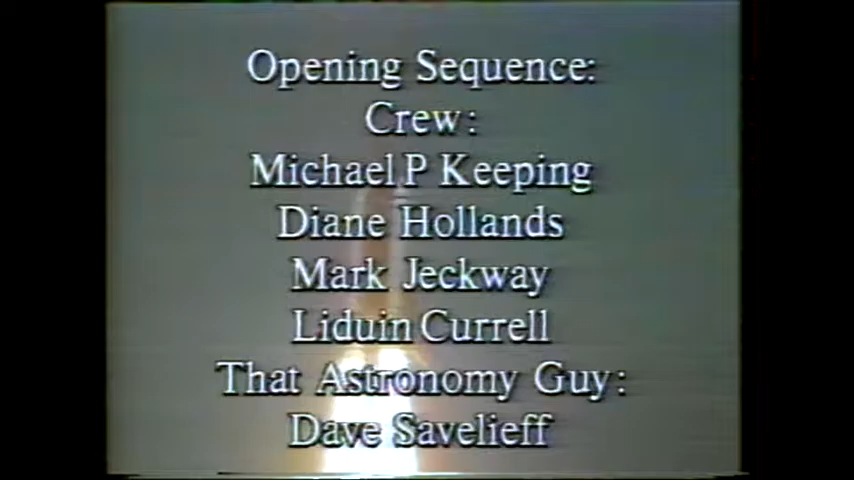 Opening Sequence:
Crew:
Michael P Keeping
Diane Hollands
Mark Jeckway
Liduin Currell
That Astronomy Guy:
Dave Savelieff